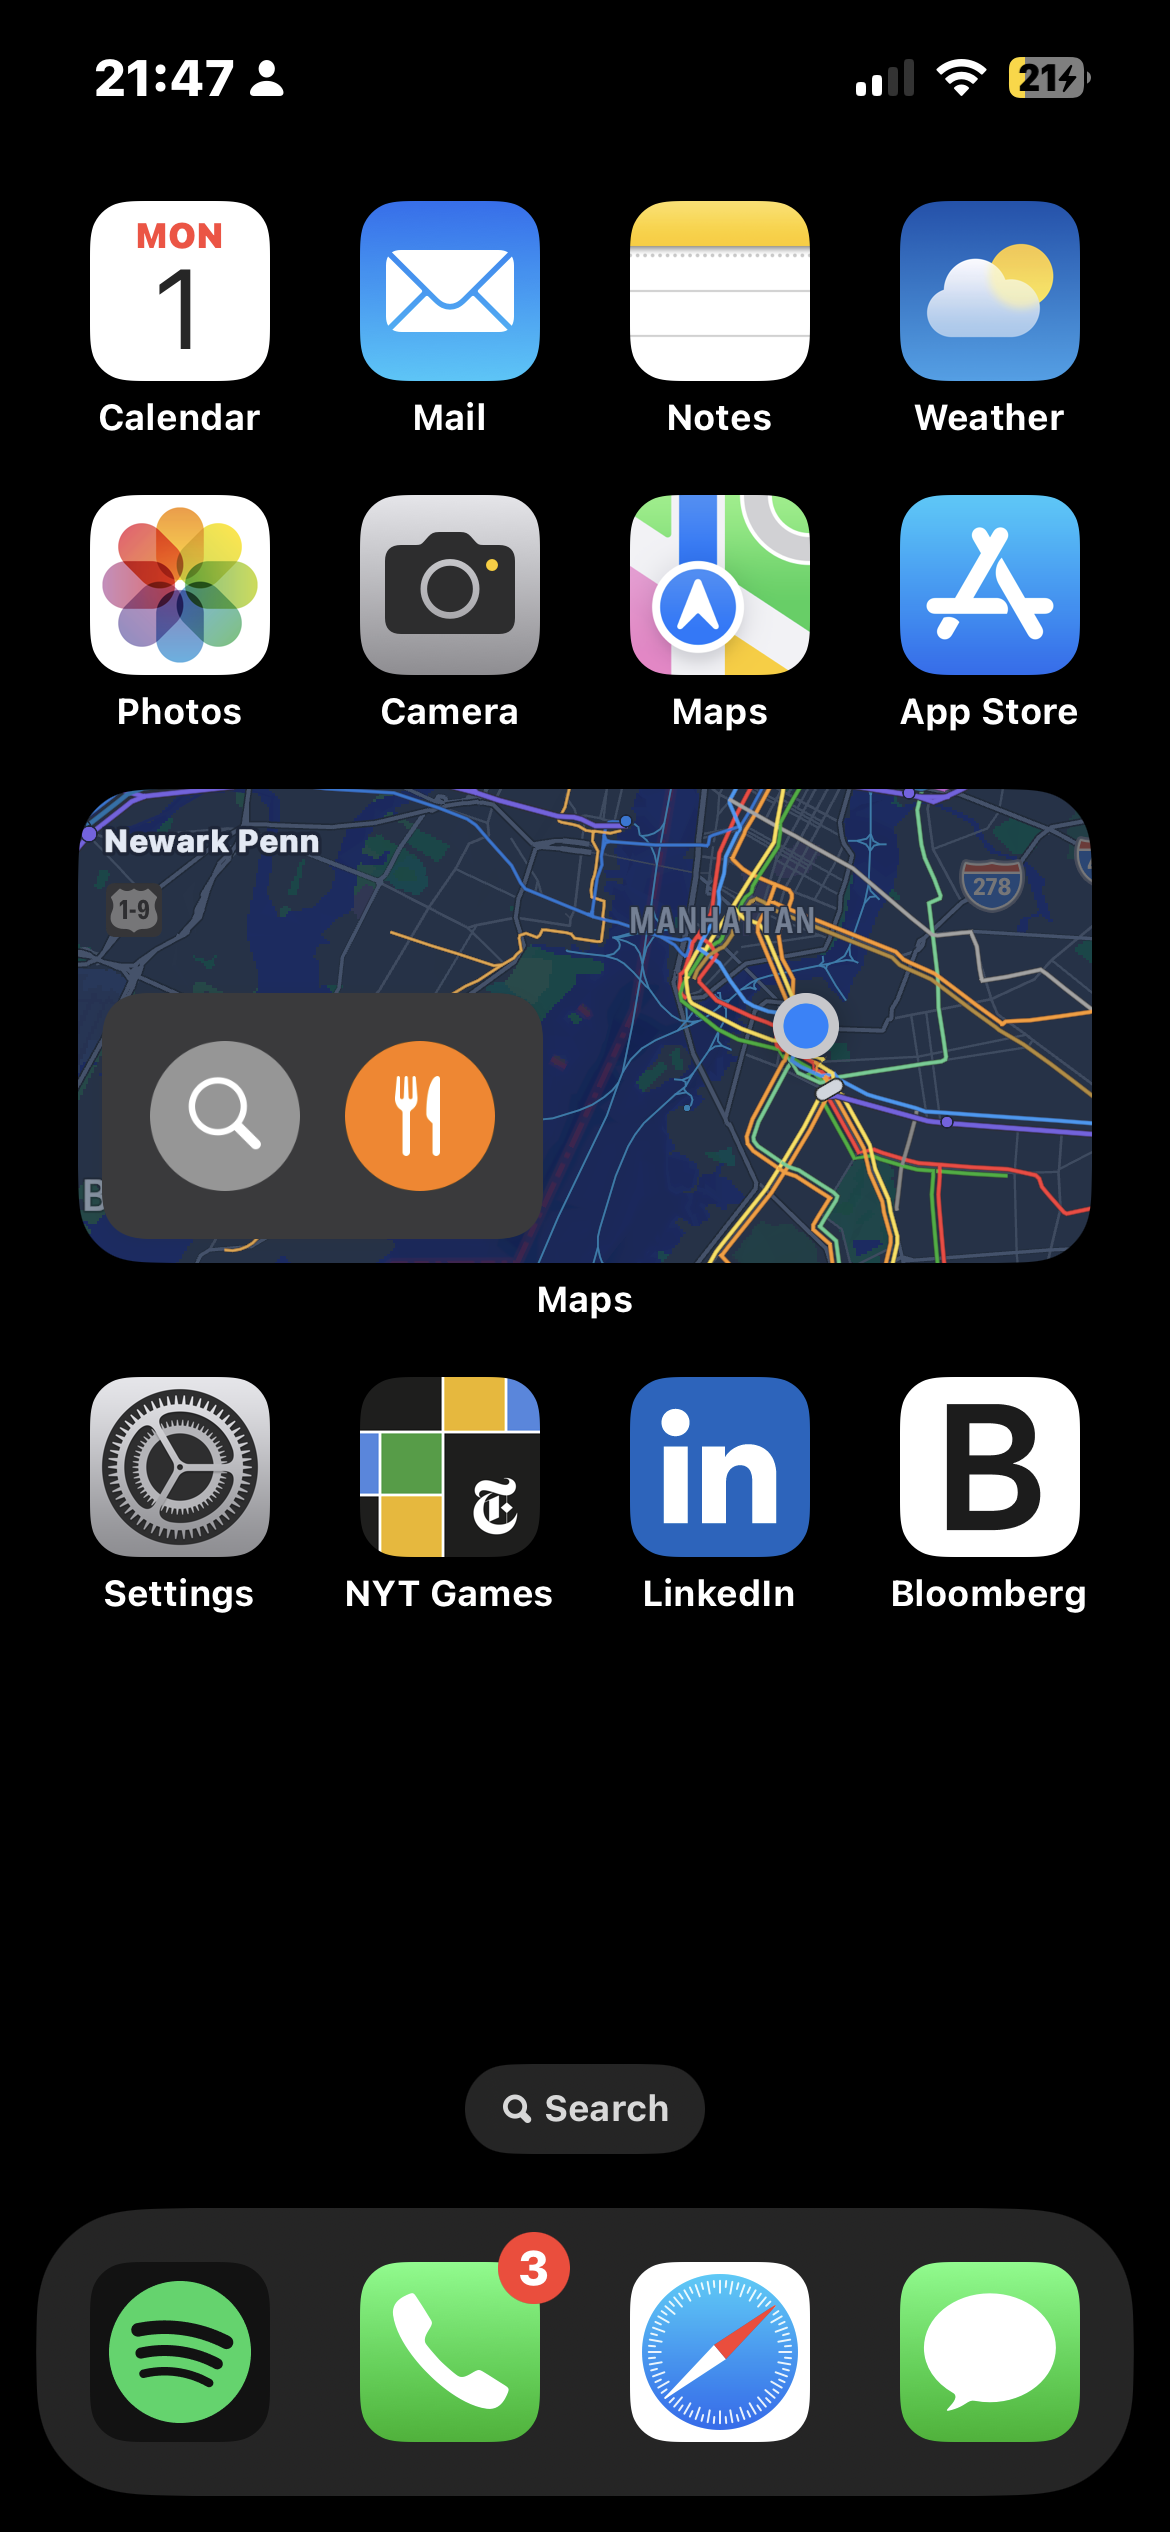 21:47
21
MON
1
Calendar Mail Notes Weather
Photos Camera Maps App Store
Newark Penn
1-9
MANHATTAN
278
B
Maps
T
in
B
Settings NYT Games LinkedIn Bloomberg
Search
3